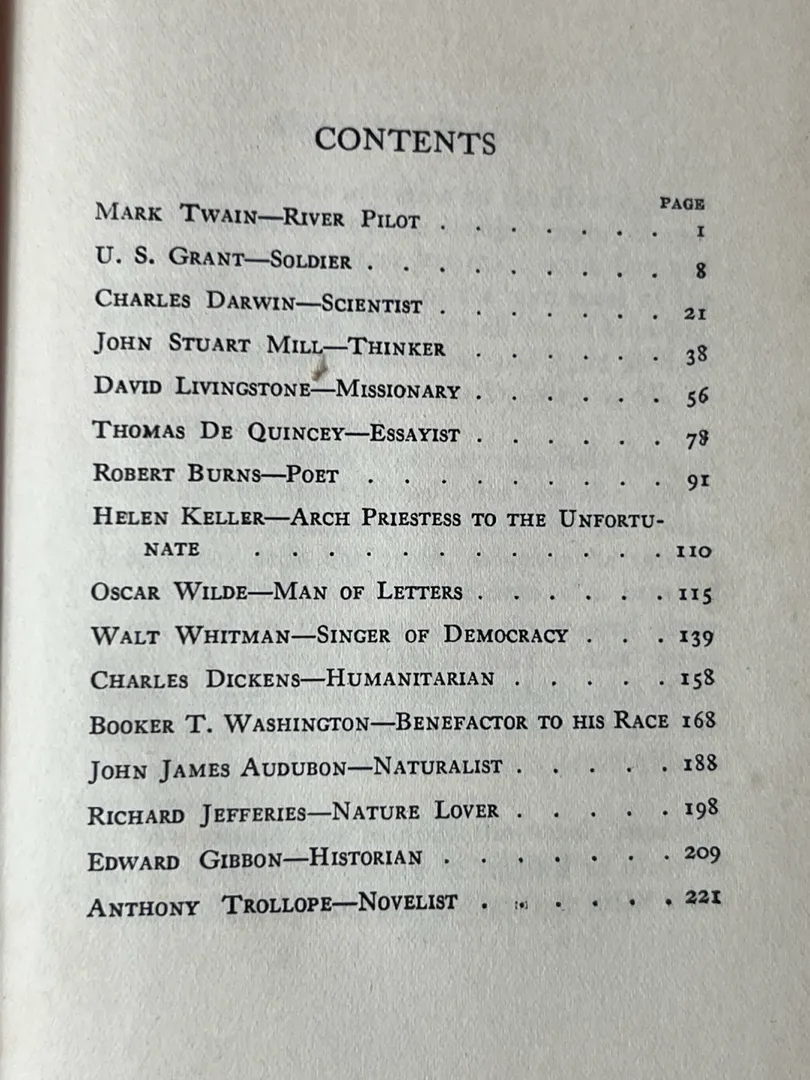 CONTENTS
PAGE
MARK TWAIN—RIVER PILOT . . . . . . . 1
U. S. GRANT—SOLDIER . . . . . . . . . 8
CHARLES DARWIN—SCIENTIST . . . . . . . 21
JOHN STUART MILL—THINKER . . . . . . 38
DAVID LIVINGSTONE—MISSIONARY . . . . . . 56
THOMAS DE QUINCEY—ESSAYIST . . . . . . 78
ROBERT BURNS—POET . . . . . . . . . 91
HELEN KELLER—ARCH PRIESTESS TO THE UNFORTU-
NATE . . . . . . . . . . . . 110
OSCAR WILDE—MAN OF LETTERS . . . . . . 115
WALT WHITMAN—SINGER OF DEMOCRACY . . . 139
CHARLES DICKENS—HUMANITARIAN . . . . . 158
BOOKER T. WASHINGTON—BENEFACTOR TO HIS RACE 168
JOHN JAMES AUDUBON—NATURALIST . . . . . 188
RICHARD JEFFERIES—NATURE LOVER . . . . . 198
EDWARD GIBBON—HISTORIAN . . . . . . . 209
ANTHONY TROLLOPE—NOVELIST . . . . . . 221